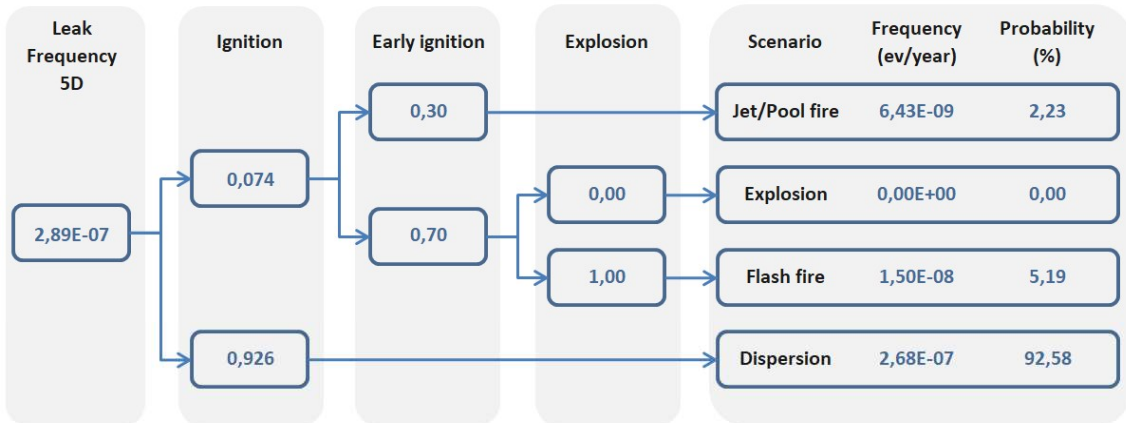 Leak
Frequency
5D
Ignition
Early ignition
Explosion
Scenario
Frequency
(ev/year)
Probability
(%)
0,30
Jet/Pool fire
6,43E-09
2,23
0,074
0,00
Explosion
0,00E+00
0,00
2,89E-07
0,70
1,00
Flash fire
1,50E-08
5,19
0,926
Dispersion
2,68E-07
92,58